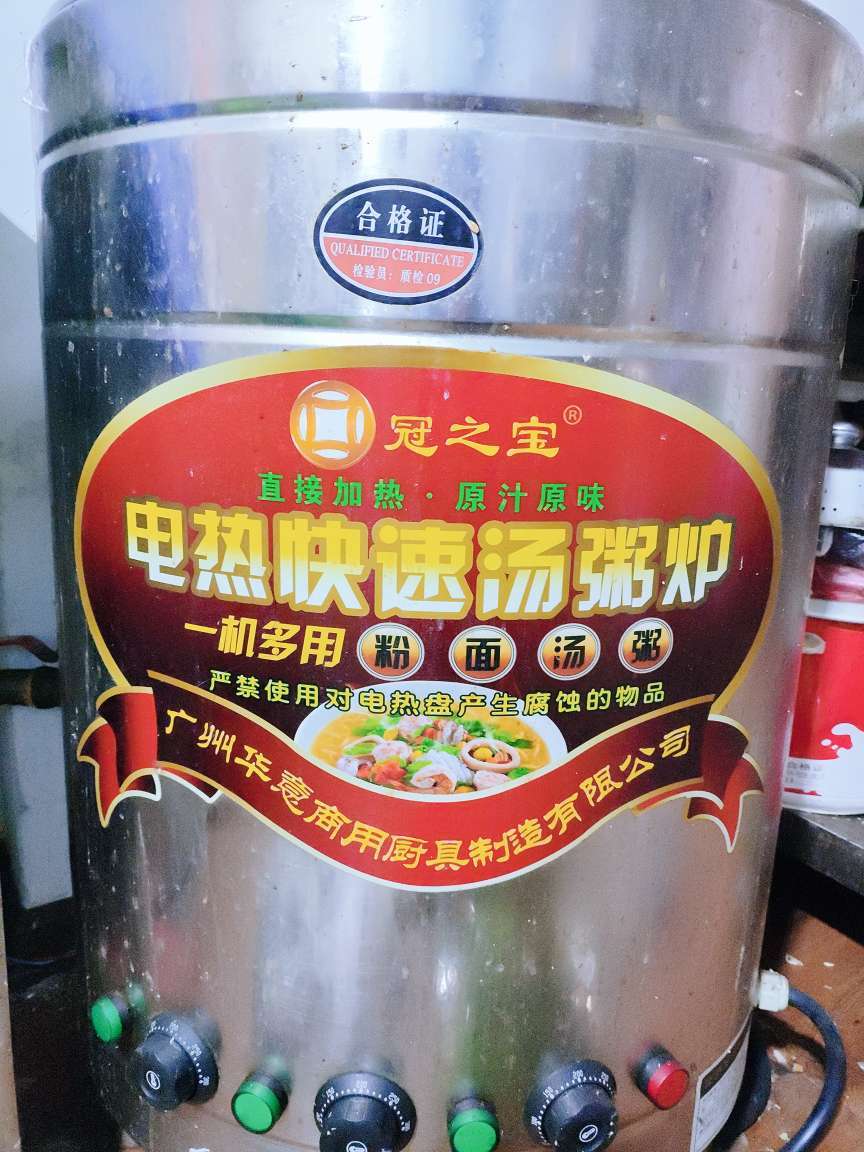 合格证
QUALIFIED CERTIFICATE
检验员：质检 09
冠之宝®
直接加热·原汁原味
电热快速汤粥炉
一机多用 粉 面 汤 粥
严禁使用对电热盘产生腐蚀的物品
广州华意商用厨具制造有限公司